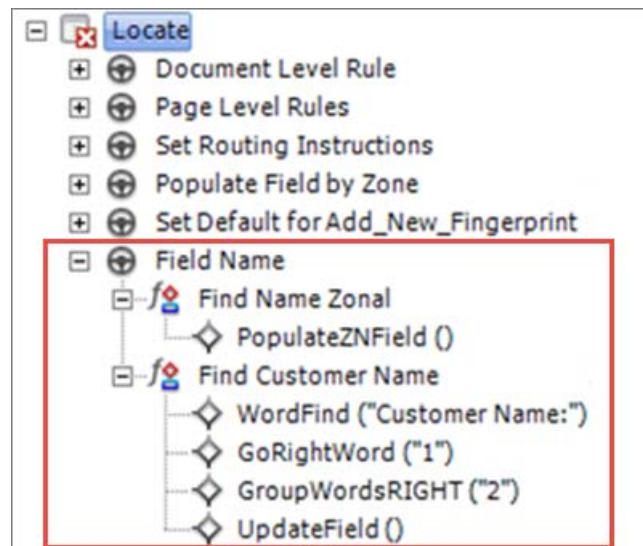 Locate
Document Level Rule
Page Level Rules
Set Routing Instructions
Populate Field by Zone
Set Default for Add_New_Fingerprint
Field Name
Find Name Zonal
PopulateZNField ()
Find Customer Name
WordFind ("Customer Name:")
GoRightWord ("1")
GroupWordsRIGHT ("2")
UpdateField ()